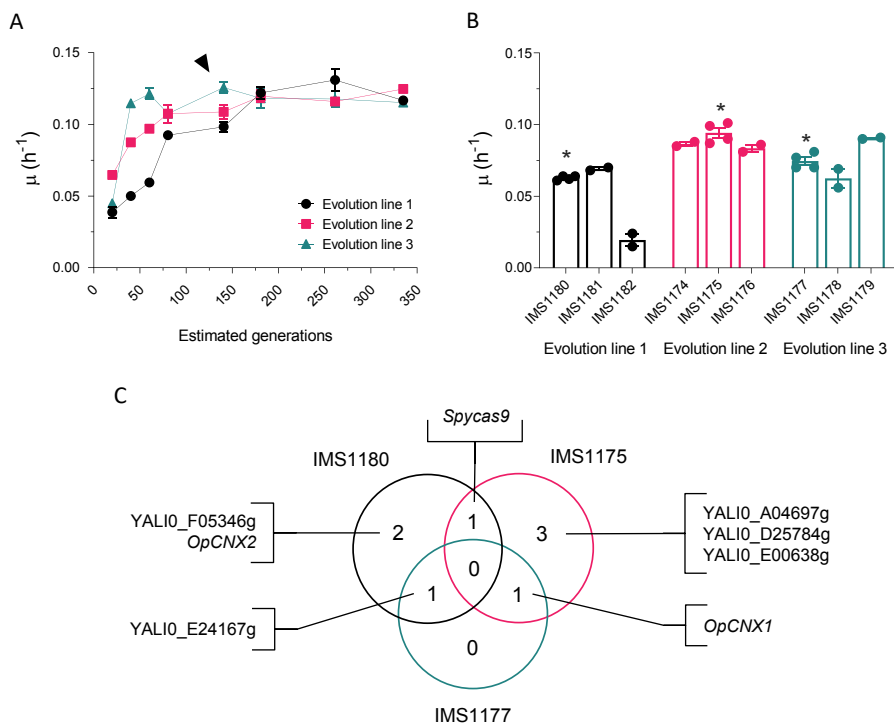 A
0.15
0.10
0.05
0.00
μ (h⁻¹)
0
50
100
150
200
250
300
350
Estimated generations
Evolution line 1
Evolution line 2
Evolution line 3
B
0.15
0.10
0.05
0.00
μ (h⁻¹)
*
*
*
IMS1180
IMS1181
IMS1182
IMS1174
IMS1175
IMS1176
IMS1177
IMS1178
IMS1179
Evolution line 1
Evolution line 2
Evolution line 3
C
Spycas9
IMS1180
IMS1175
YALI0_F05346g
OpCNX2
2
1
3
YALI0_A04697g
YALI0_D25784g
YALI0_E00638g
0
1
1
YALI0_E24167g
OpCNX1
0
IMS1177